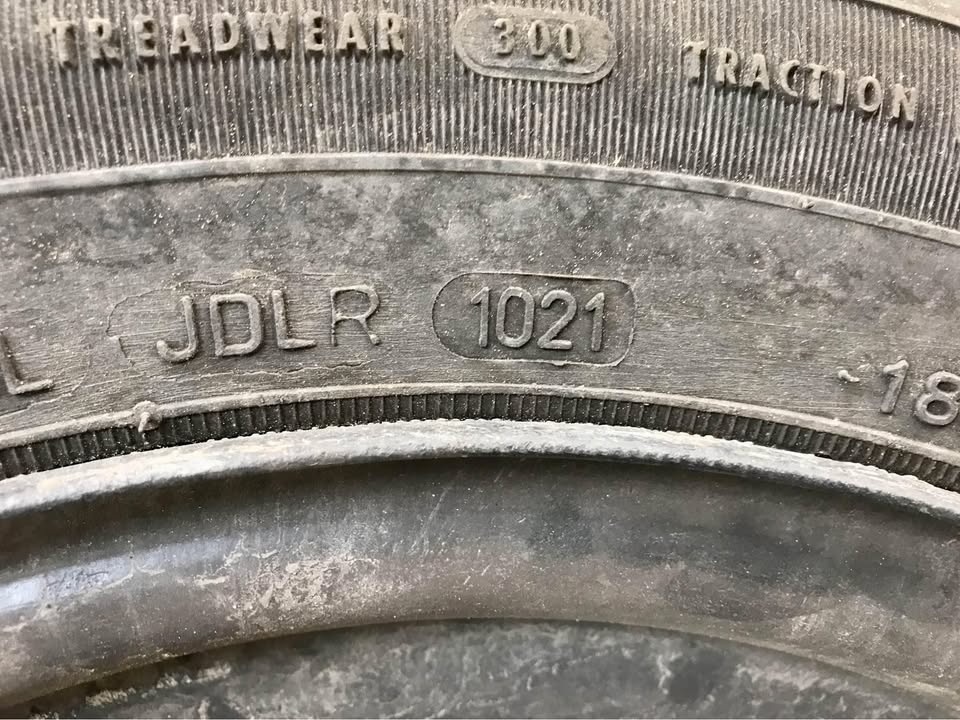 TREADWEAR 300 TRACTION
L JDLR 1021 -18